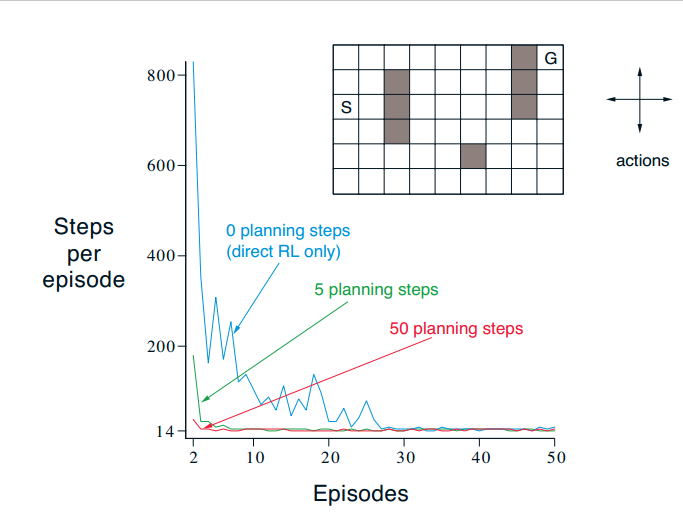 G
S
actions
800
600
400
200
14
Steps
per
episode
0 planning steps
(direct RL only)
5 planning steps
50 planning steps
2 10 20 30 40 50
Episodes